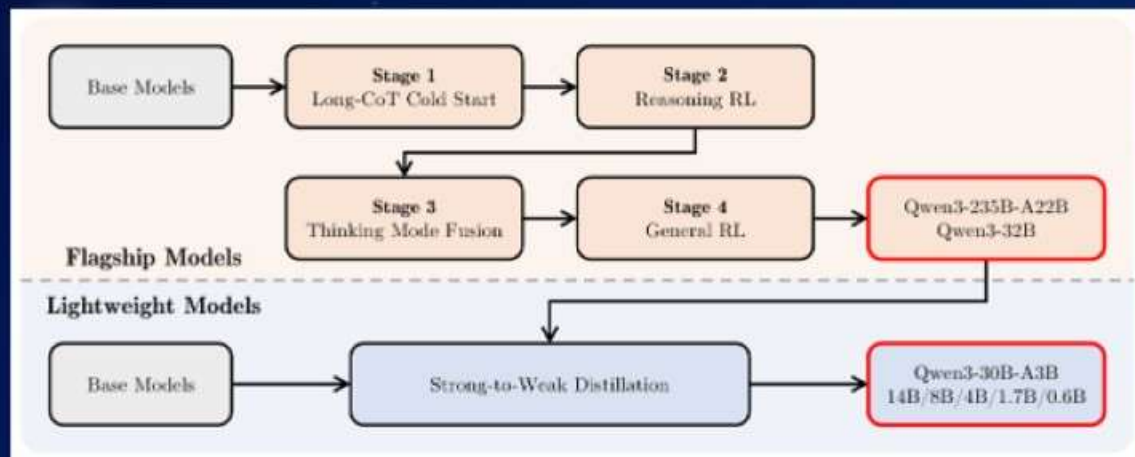 Base Models
Stage 1
Long-CoT Cold Start
Stage 2
Reasoning RL
Stage 3
Thinking Mode Fusion
Stage 4
General RL
Qwen3-235B-A22B
Qwen3-32B
Flagship Models
Lightweight Models
Base Models
Strong-to-Weak Distillation
Qwen3-30B-A3B
14B/8B/4B/1.7B/0.6B